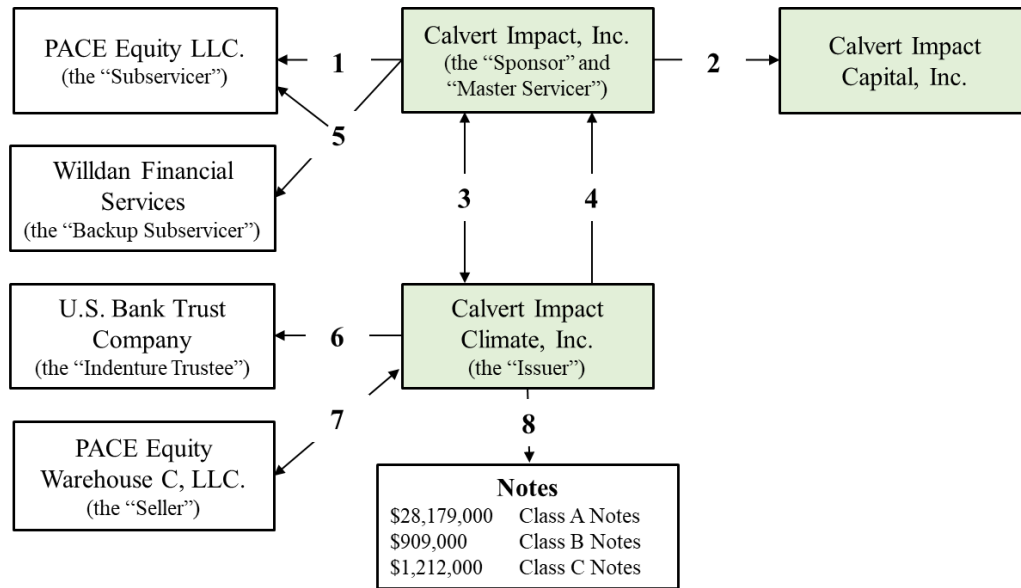 PACE Equity LLC.
(the “Subservicer”)
1
Calvert Impact, Inc.
(the “Sponsor” and
“Master Servicer”)
2
Calvert Impact
Capital, Inc.
5
Willdan Financial
Services
(the “Backup Subservicer”)
3
4
U.S. Bank Trust
Company
(the “Indenture Trustee”)
6
Calvert Impact
Climate, Inc.
(the “Issuer”)
7
8
PACE Equity
Warehouse C, LLC.
(the “Seller”)
Notes
$28,179,000 Class A Notes
$909,000 Class B Notes
$1,212,000 Class C Notes